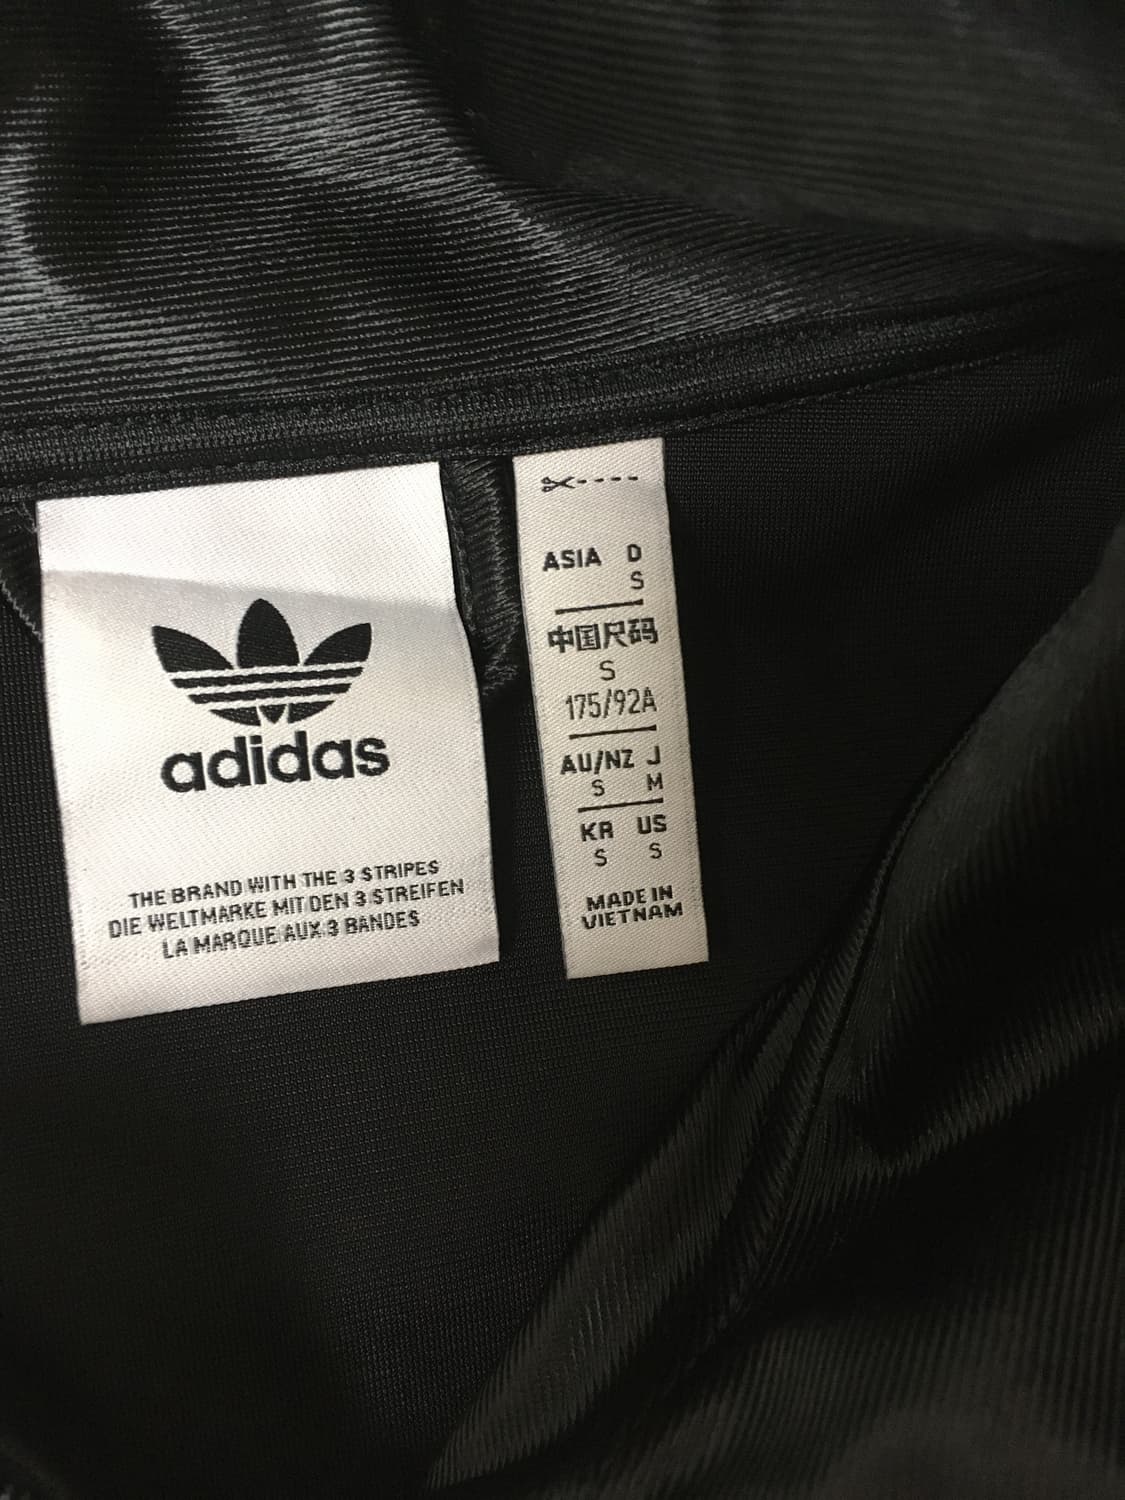 adidas
THE BRAND WITH THE 3 STRIPES
DIE WELTMARKE MIT DEN 3 STREIFEN
LA MARQUE AUX 3 BANDES
ASIA D
S
中国尺码
S
175/92A
AU/NZ J
S M
KR US
S S
MADE IN
VIETNAM